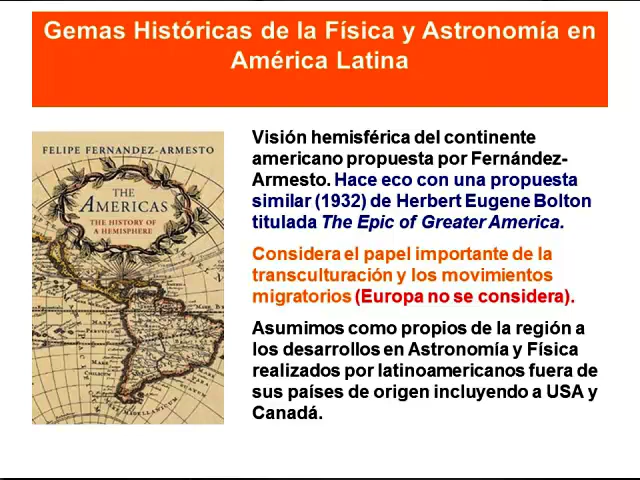 Gemas Históricas de la Física y Astronomía en
América Latina
FELIPE FERNANDEZ-ARMESTO
THE
AMERICAS
THE HISTORY OF
A HEMISPHERE
Visión hemisférica del continente
americano propuesta por Fernández-
Armesto. Hace eco con una propuesta
similar (1932) de Herbert Eugene Bolton
titulada The Epic of Greater America.
Considera el papel importante de la
transculturación y los movimientos
migratorios (Europa no se considera).
Asumimos como propios de la región a
los desarrollos en Astronomía y Física
realizados por latinoamericanos fuera de
sus países de origen incluyendo a USA y
Canadá.